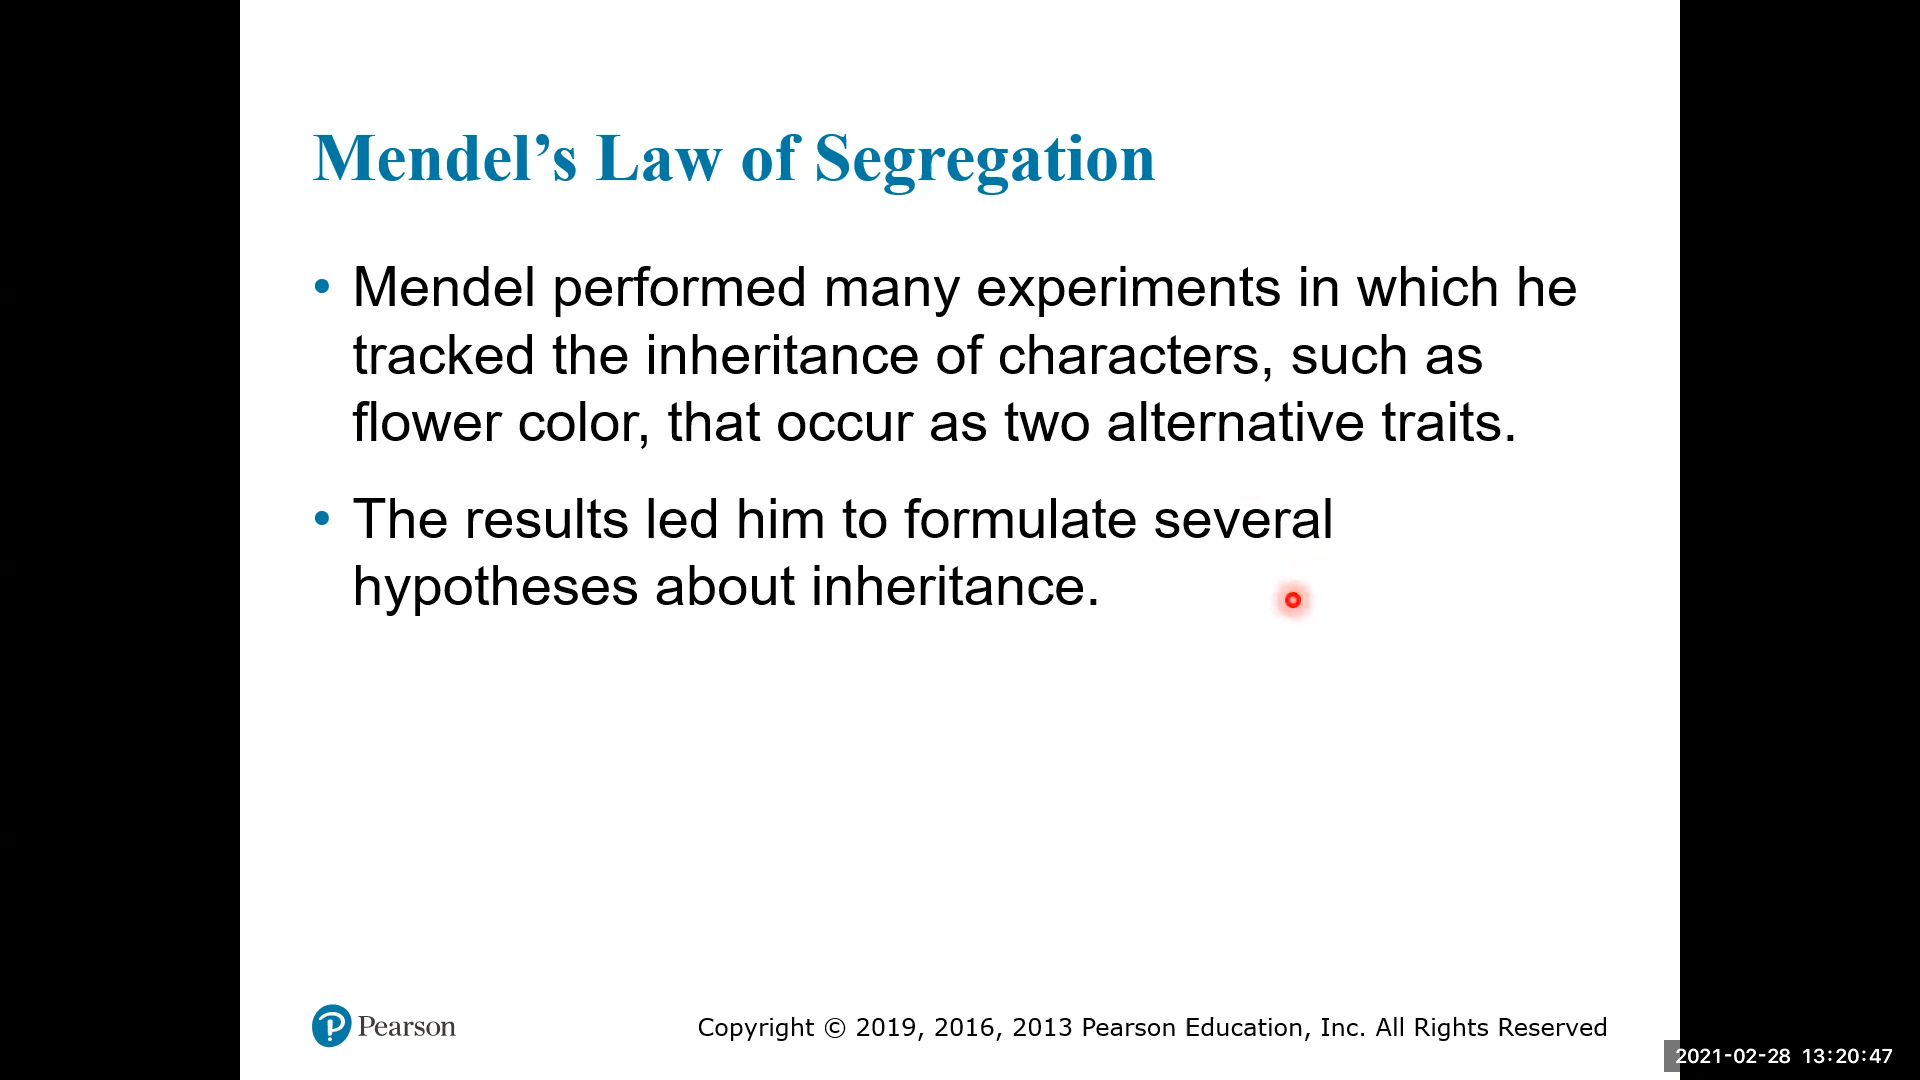 Mendel’s Law of Segregation
• Mendel performed many experiments in which he
tracked the inheritance of characters, such as
flower color, that occur as two alternative traits.
• The results led him to formulate several
hypotheses about inheritance.
Pearson
Copyright © 2019, 2016, 2013 Pearson Education, Inc. All Rights Reserved
2021-02-28 13:20:47